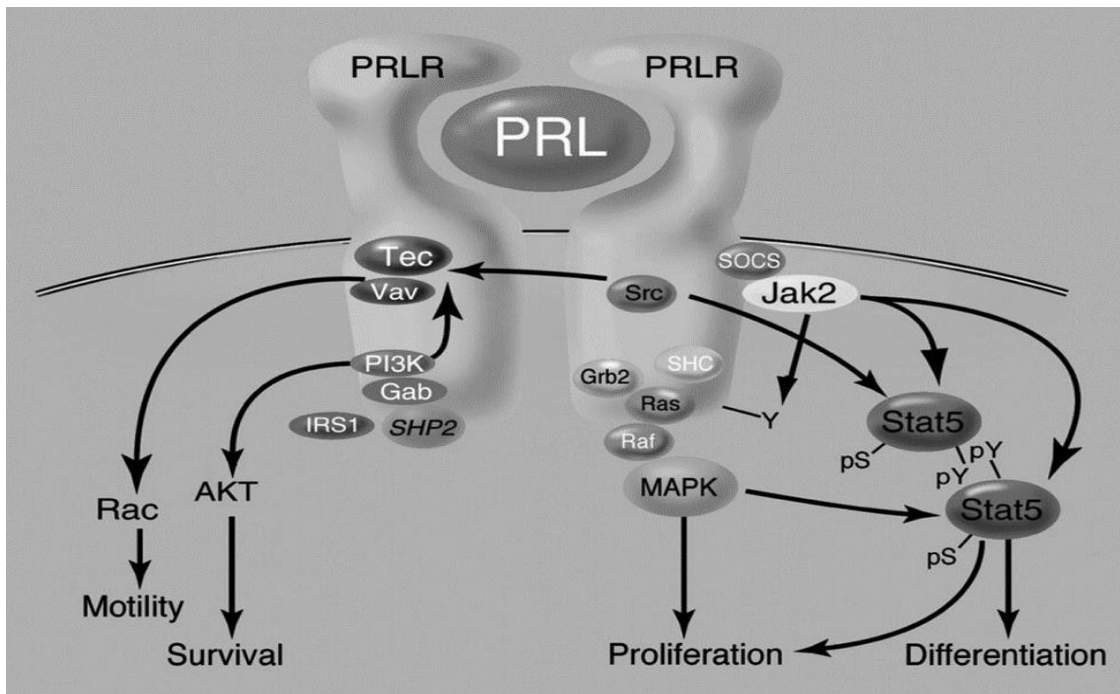 PRLR
PRLR
PRL
Tec
Vav
Src
SOCS
Jak2
PI3K
Gab
IRS1
SHP2
Grb2
SHC
Ras
Raf
Y
MAPK
Stat5
pS
pY
pY
Stat5
pS
Rac
AKT
Motility
Survival
Proliferation
Differentiation